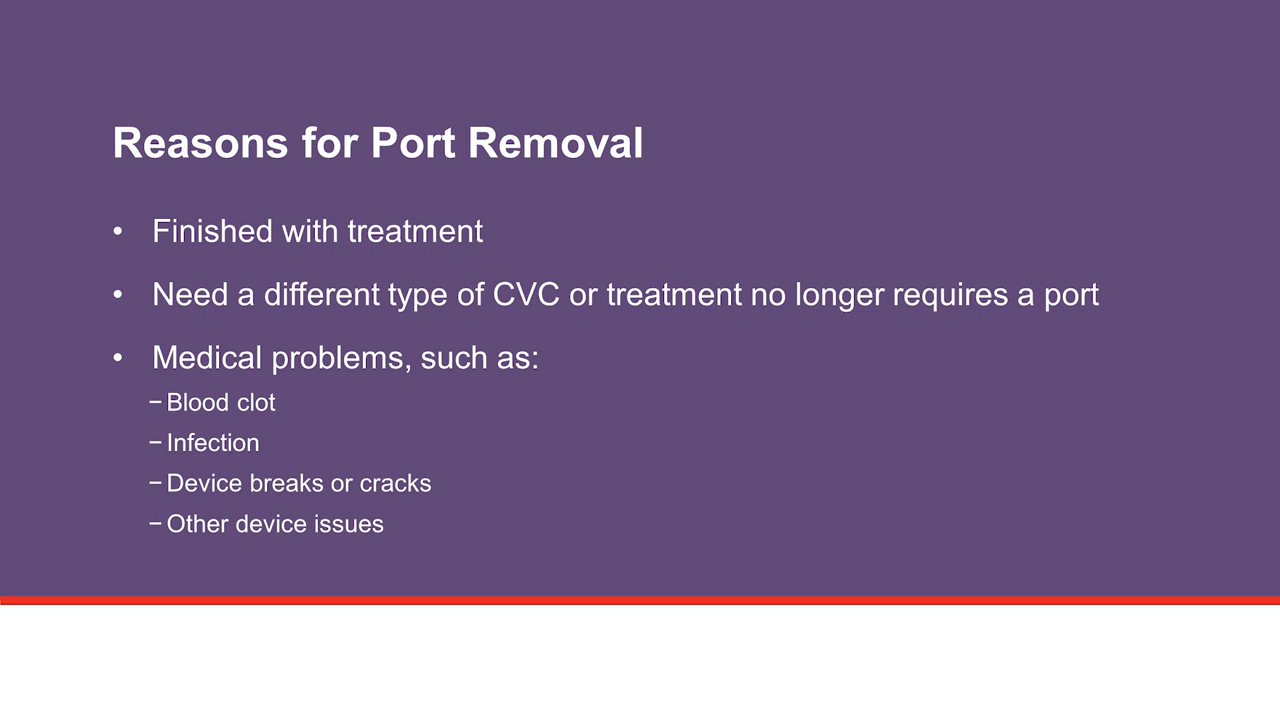 Reasons for Port Removal
• Finished with treatment
• Need a different type of CVC or treatment no longer requires a port
• Medical problems, such as:
− Blood clot
− Infection
− Device breaks or cracks
− Other device issues